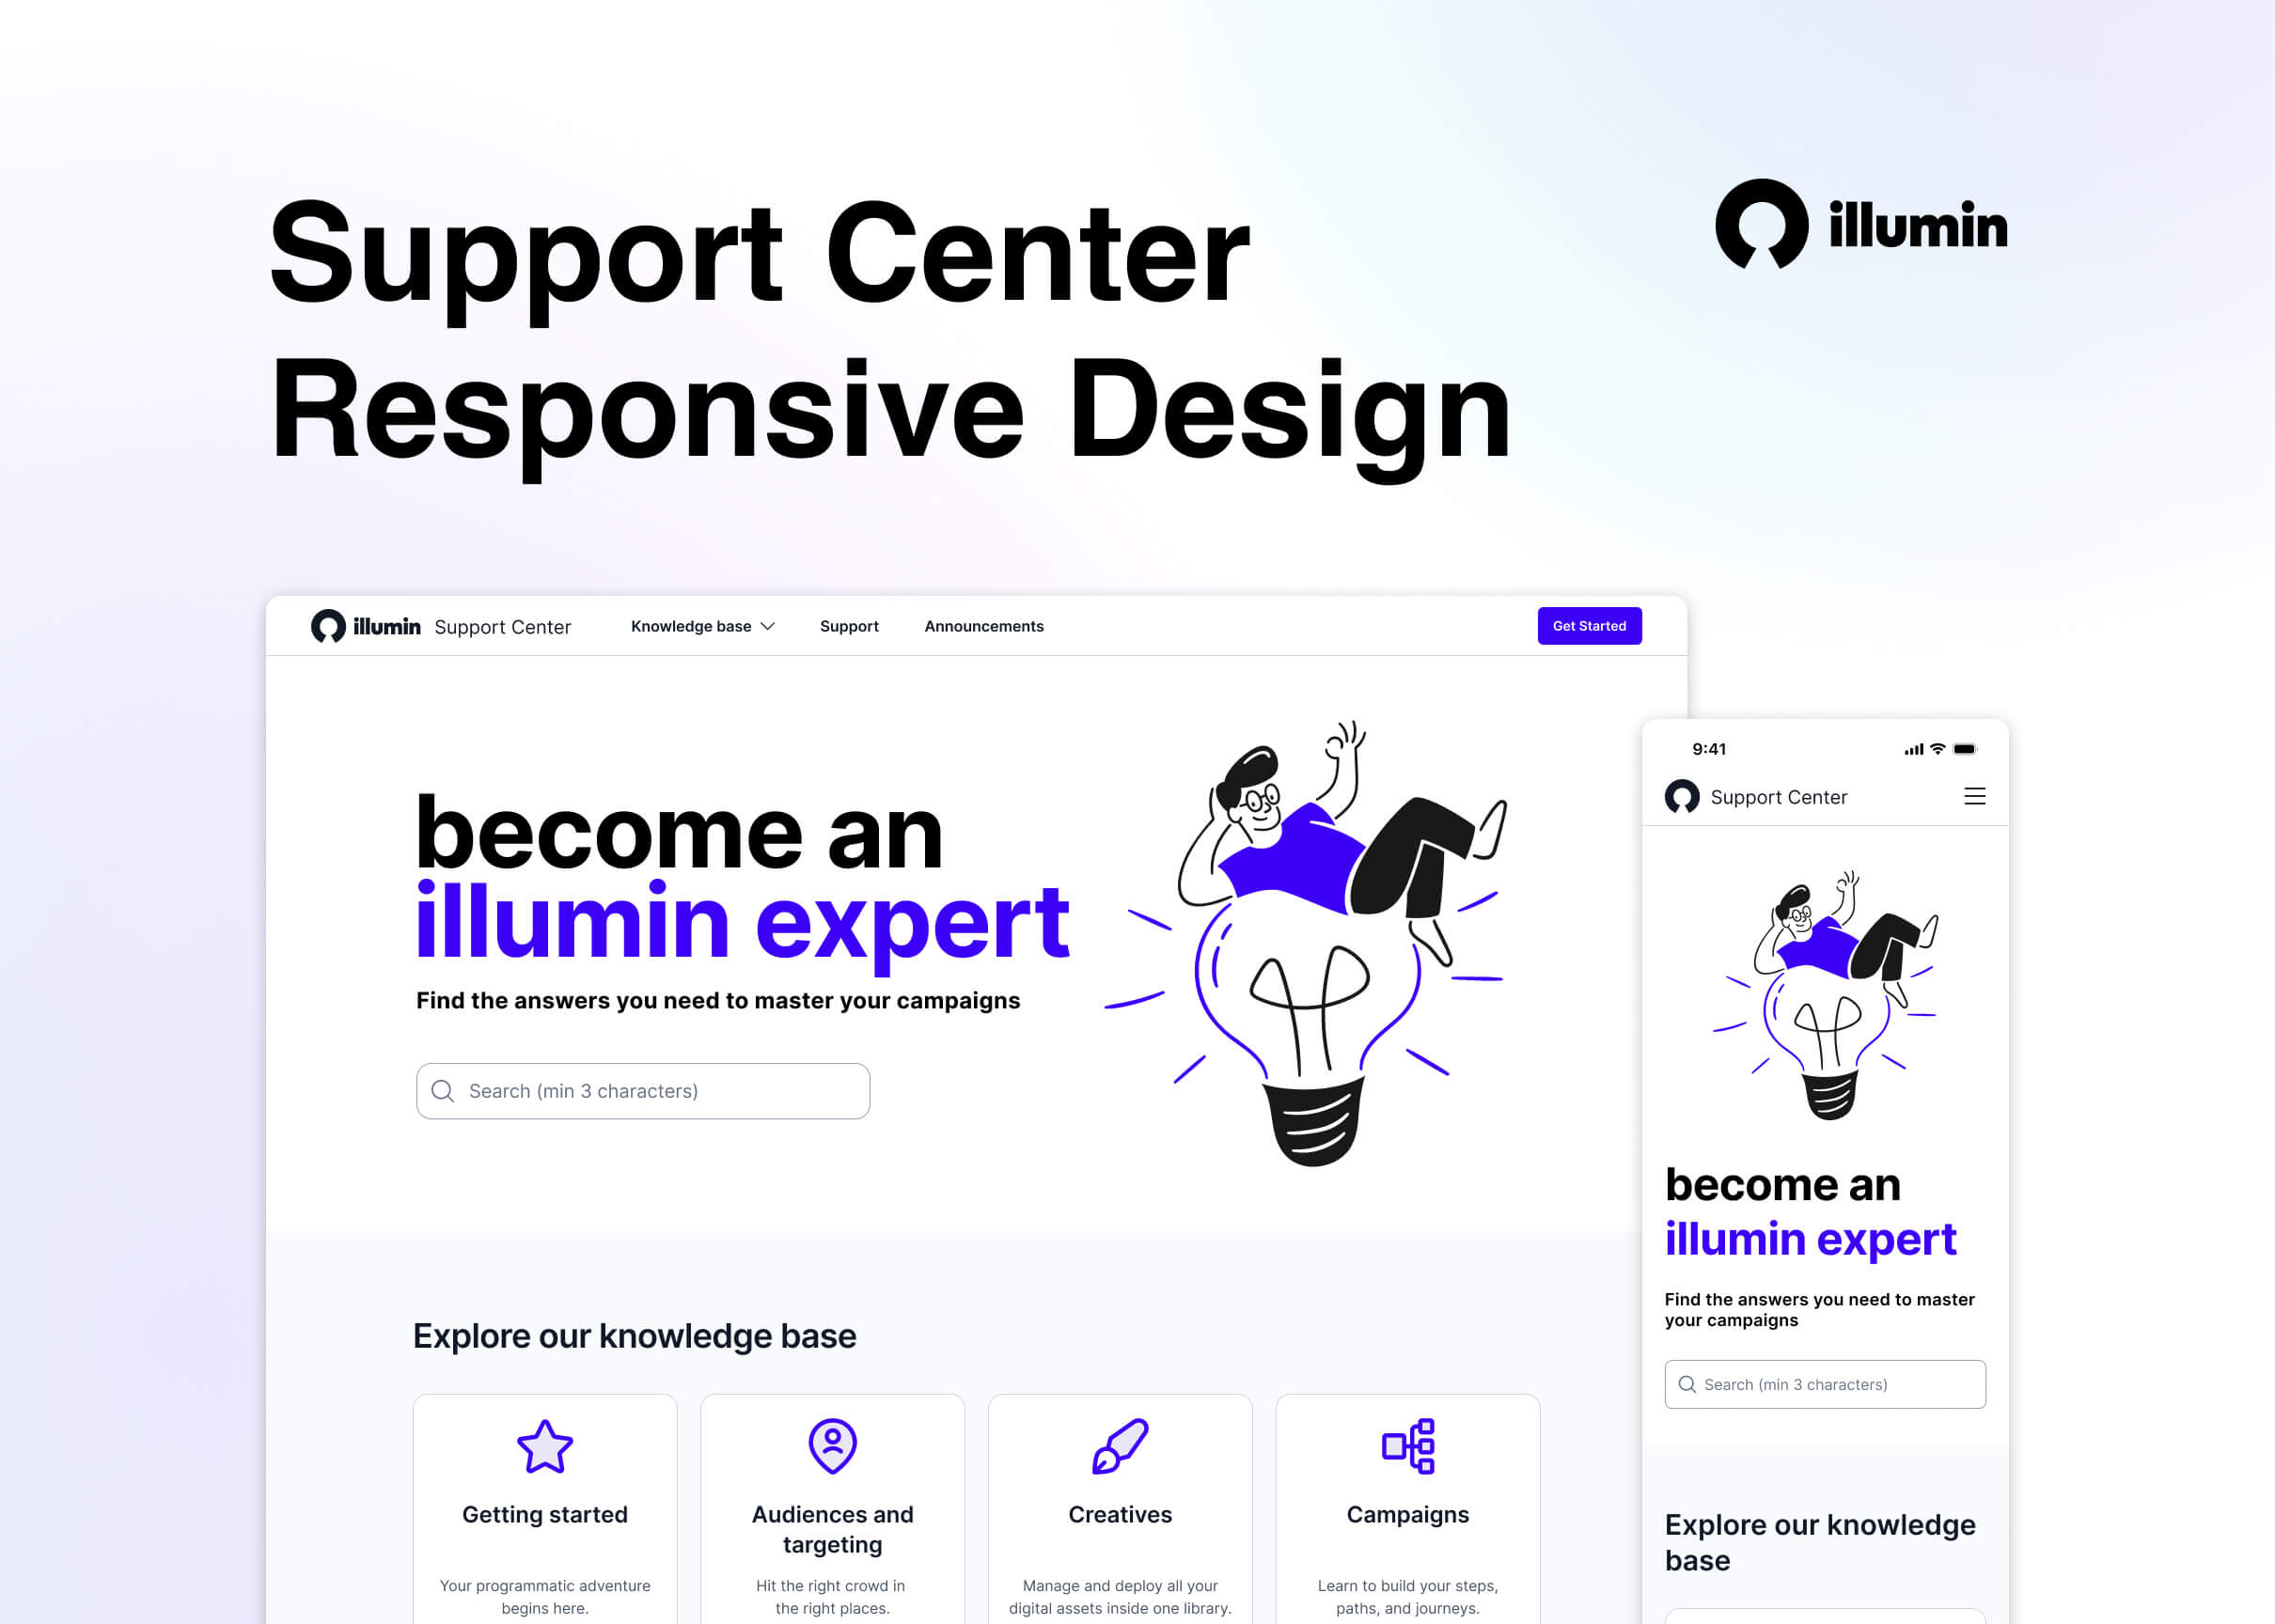 Support Center
Responsive Design
illumin
illumin Support Center
Knowledge base
Support
Announcements
Get Started
become an
illumin expert
Find the answers you need to master your campaigns
Search (min 3 characters)
Explore our knowledge base
Getting started
Your programmatic adventure
begins here.
Audiences and
targeting
Hit the right crowd in
the right places.
Creatives
Manage and deploy all your
digital assets inside one library.
Campaigns
Learn to build your steps,
paths, and journeys.
9:41
Support Center
become an
illumin expert
Find the answers you need to master
your campaigns
Search (min 3 characters)
Explore our knowledge
base